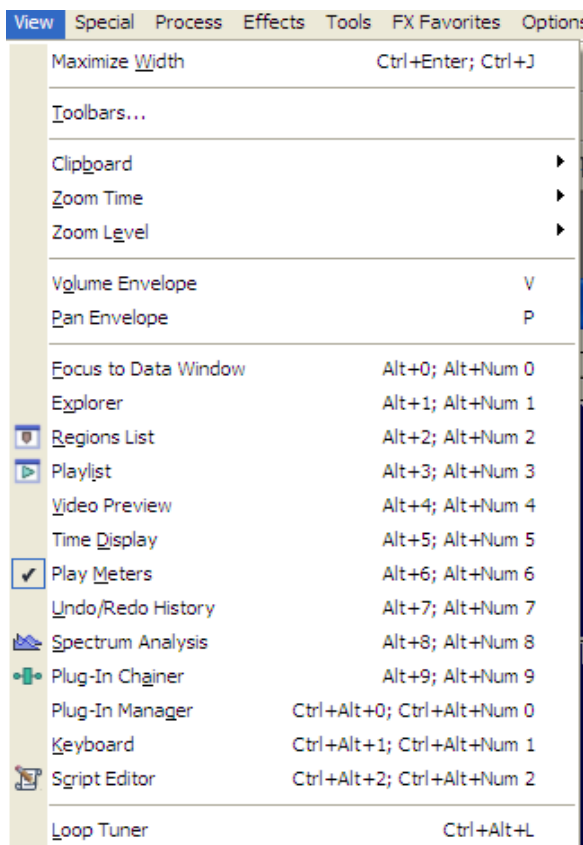 View Special Process Effects Tools FX Favorites Options
Maximize Width Ctrl+Enter; Ctrl+J
Toolbars...
Clipboard
Zoom Time
Zoom Level
Volume Envelope V
Pan Envelope P
Focus to Data Window Alt+0; Alt+Num 0
Explorer Alt+1; Alt+Num 1
Regions List Alt+2; Alt+Num 2
Playlist Alt+3; Alt+Num 3
Video Preview Alt+4; Alt+Num 4
Time Display Alt+5; Alt+Num 5
Play Meters Alt+6; Alt+Num 6
Undo/Redo History Alt+7; Alt+Num 7
Spectrum Analysis Alt+8; Alt+Num 8
Plug-In Chainer Alt+9; Alt+Num 9
Plug-In Manager Ctrl+Alt+0; Ctrl+Alt+Num 0
Keyboard Ctrl+Alt+1; Ctrl+Alt+Num 1
Script Editor Ctrl+Alt+2; Ctrl+Alt+Num 2
Loop Tuner Ctrl+Alt+L